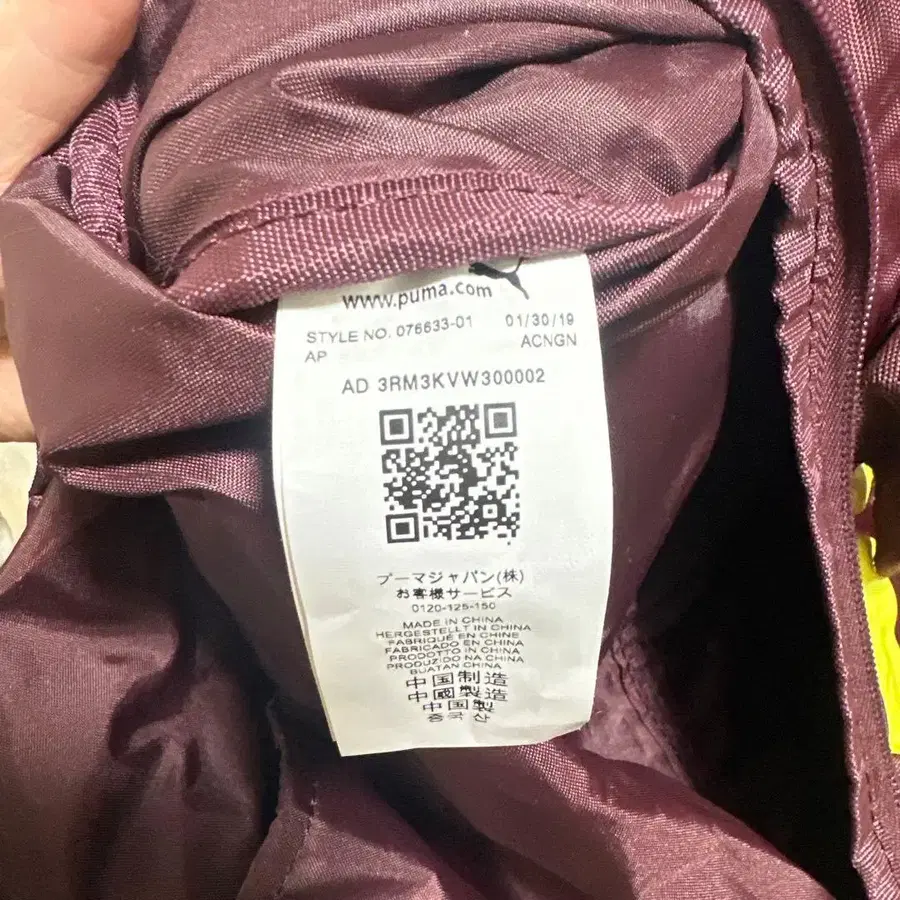 www.puma.com
STYLE NO. 076633-01 01/30/19
AP ACNGN
AD 3RM3KVW300002
プーマジャパン(株)
お客様サービス
0120-125-150
MADE IN CHINA
HERGESTELLT IN CHINA
FABRIQUÉ EN CHINE
FABRICADO EN CHINA
PRODOTTO IN CHINA
PRODUZIDO NA CHINA
BUATAN CHINA
中国制造
中國製造
中国製
중국 산